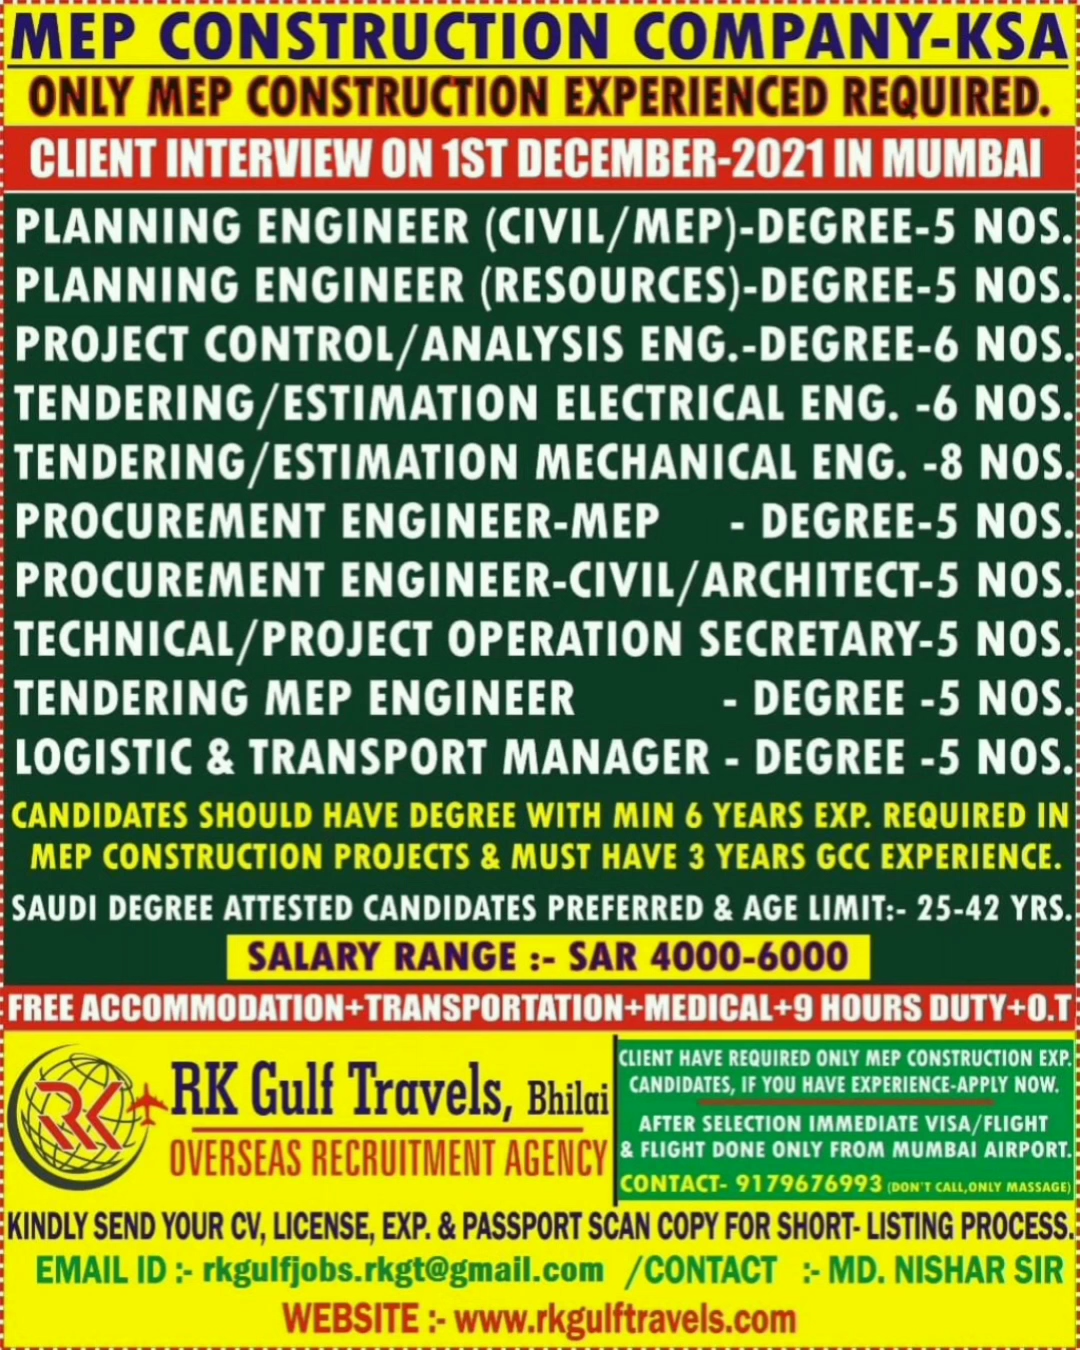 MEP CONSTRUCTION COMPANY-KSA
ONLY MEP CONSTRUCTION EXPERIENCED REQUIRED.
CLIENT INTERVIEW ON 1ST DECEMBER-2021 IN MUMBAI
PLANNING ENGINEER (CIVIL/MEP)-DEGREE-5 NOS.
PLANNING ENGINEER (RESOURCES)-DEGREE-5 NOS.
PROJECT CONTROL/ANALYSIS ENG.-DEGREE-6 NOS.
TENDERING/ESTIMATION ELECTRICAL ENG. -6 NOS.
TENDERING/ESTIMATION MECHANICAL ENG. -8 NOS.
PROCUREMENT ENGINEER-MEP - DEGREE-5 NOS.
PROCUREMENT ENGINEER-CIVIL/ARCHITECT-5 NOS.
TECHNICAL/PROJECT OPERATION SECRETARY-5 NOS.
TENDERING MEP ENGINEER - DEGREE -5 NOS.
LOGISTIC & TRANSPORT MANAGER - DEGREE -5 NOS.
CANDIDATES SHOULD HAVE DEGREE WITH MIN 6 YEARS EXP. REQUIRED IN
MEP CONSTRUCTION PROJECTS & MUST HAVE 3 YEARS GCC EXPERIENCE.
SAUDI DEGREE ATTESTED CANDIDATES PREFERRED & AGE LIMIT:- 25-42 YRS.
SALARY RANGE :- SAR 4000-6000
FREE ACCOMMODATION+TRANSPORTATION+MEDICAL+9 HOURS DUTY+O.T
RK
RK Gulf Travels, Bhilai
OVERSEAS RECRUITMENT AGENCY
CLIENT HAVE REQUIRED ONLY MEP CONSTRUCTION EXP.
CANDIDATES, IF YOU HAVE EXPERIENCE-APPLY NOW.
AFTER SELECTION IMMEDIATE VISA/FLIGHT
& FLIGHT DONE ONLY FROM MUMBAI AIRPORT.
CONTACT- 9179676993 (DON'T CALL,ONLY MASSAGE)
KINDLY SEND YOUR CV, LICENSE, EXP. & PASSPORT SCAN COPY FOR SHORT- LISTING PROCESS.
EMAIL ID :- rkgulfjobs.rkgt@gmail.com /CONTACT :- MD. NISHAR SIR
WEBSITE :- www.rkgulftravels.com